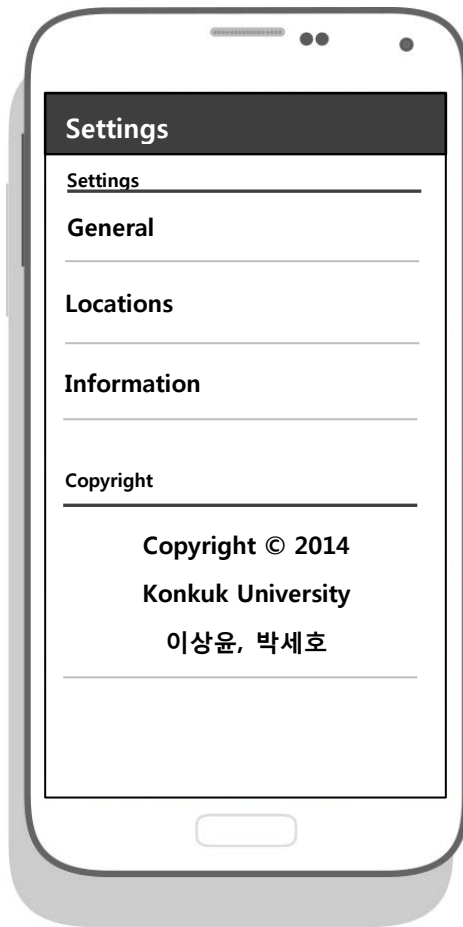 Settings
Settings
General
Locations
Information
Copyright
Copyright © 2014
Konkuk University
이상윤, 박세호